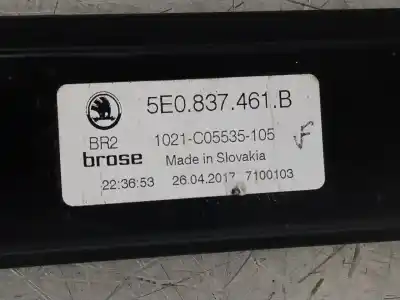 5E0.837.461.B
BR2 1021-C05535-105
brose Made in Slovakia
22:36:53 26.04.2017 7100103